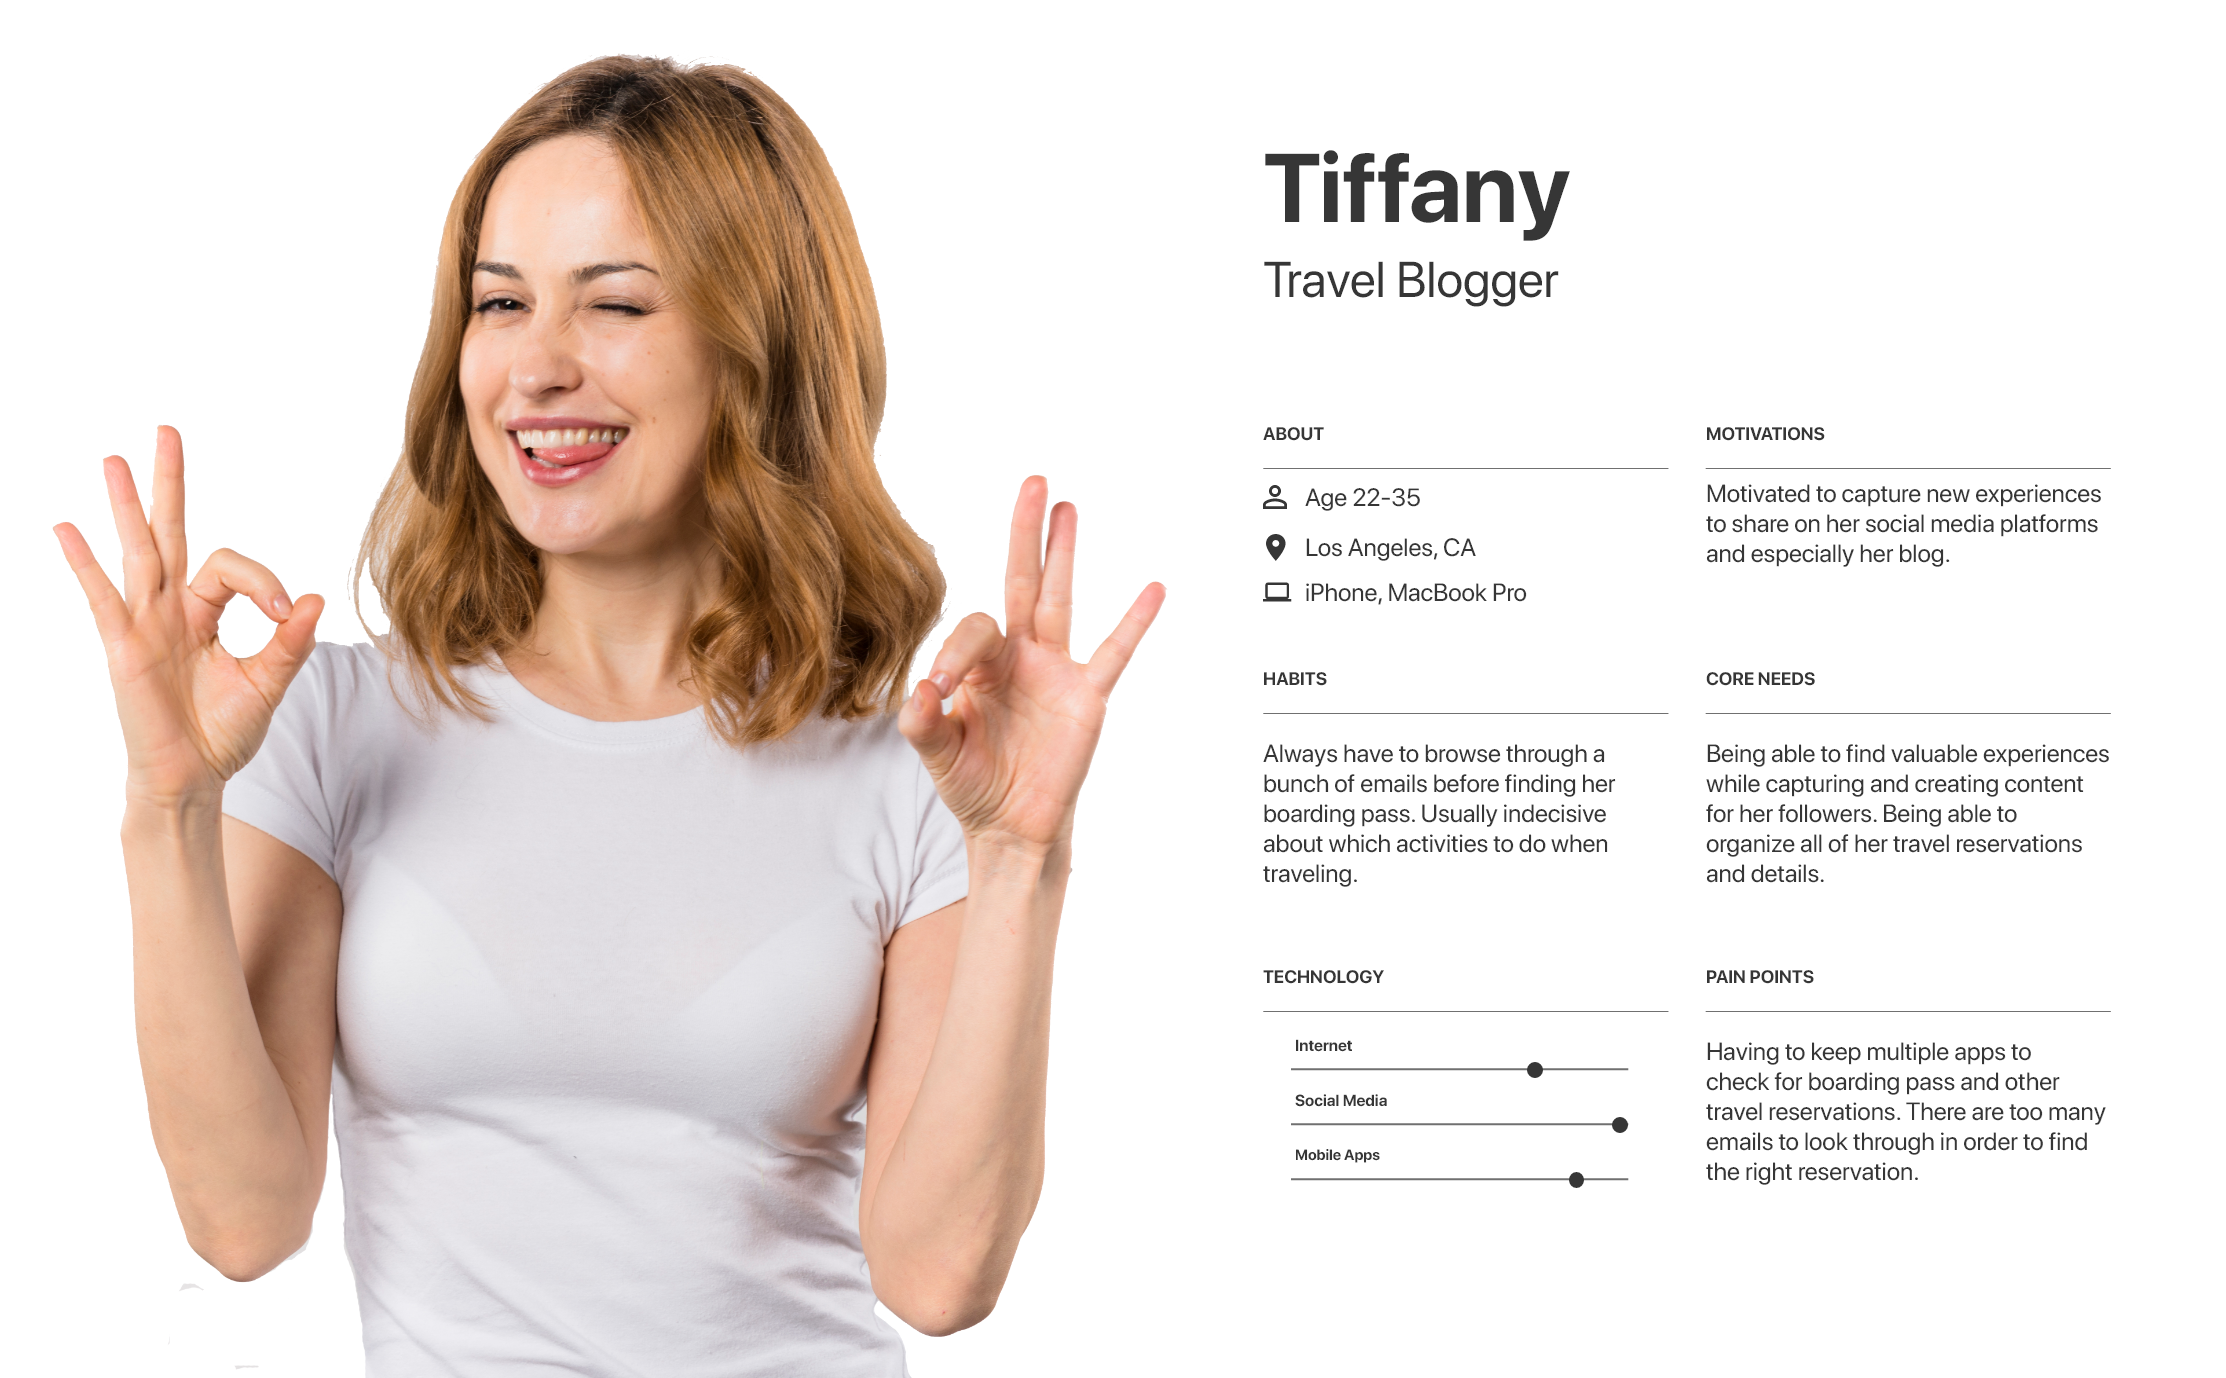 Tiffany
Travel Blogger
ABOUT
Age 22-35
Los Angeles, CA
iPhone, MacBook Pro
MOTIVATIONS
Motivated to capture new experiences
to share on her social media platforms
and especially her blog.
HABITS
Always have to browse through a
bunch of emails before finding her
boarding pass. Usually indecisive
about which activities to do when
traveling.
CORE NEEDS
Being able to find valuable experiences
while capturing and creating content
for her followers. Being able to
organize all of her travel reservations
and details.
TECHNOLOGY
Internet
Social Media
Mobile Apps
PAIN POINTS
Having to keep multiple apps to
check for boarding pass and other
travel reservations. There are too many
emails to look through in order to find
the right reservation.